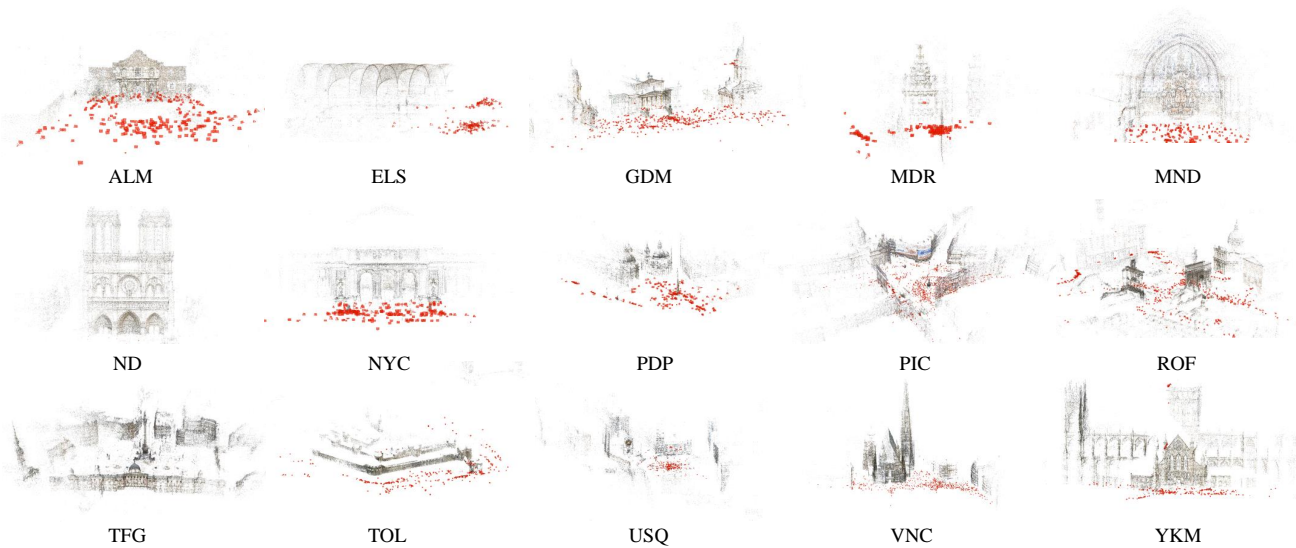 ALM ELS GDM MDR MND
ND NYC PDP PIC ROF
TFG TOL USQ VNC YKM